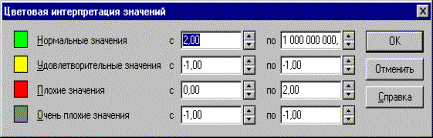 Цветовая интерпретация значений
Нормальные значения с 2,00 по 1 000 000 000, ОК
Удовлетворительные значения с -1,00 по -1,00 Отменить
Плохие значения с 0,00 по 2,00 Справка
Очень плохие значения с -1,00 по -1,00